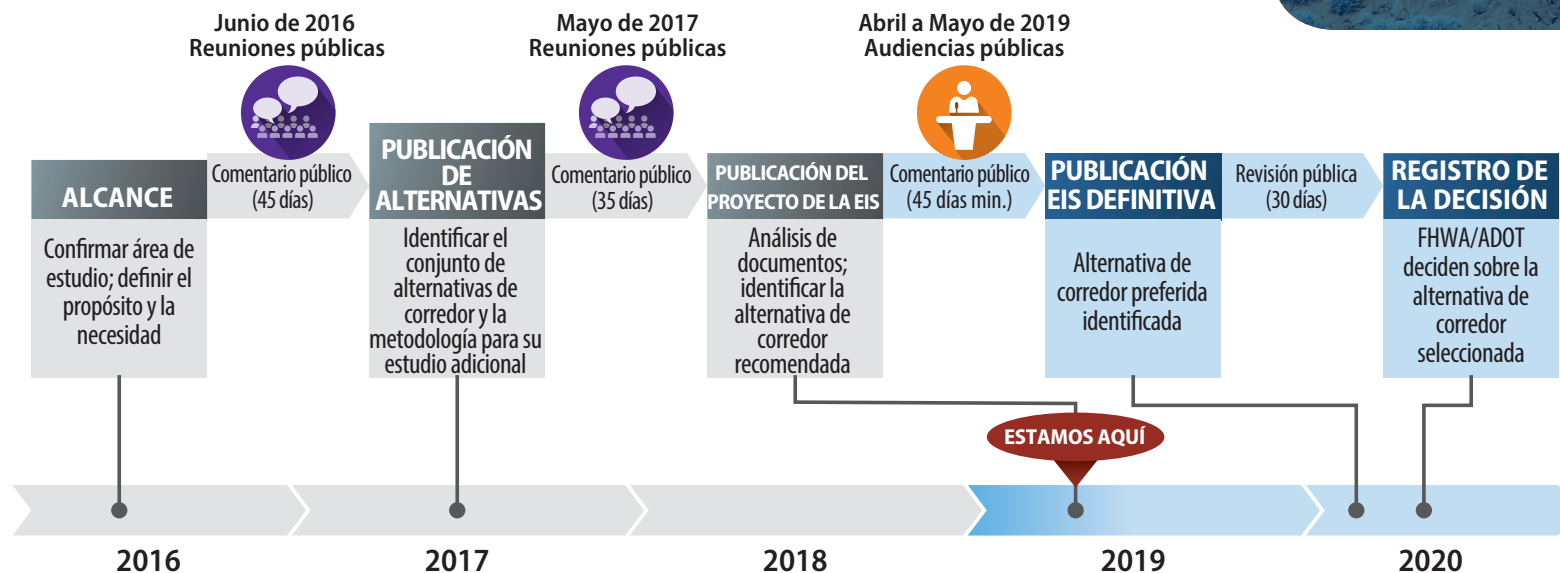 Junio de 2016
Reuniones públicas
Mayo de 2017
Reuniones públicas
Abril a Mayo de 2019
Audiencias públicas
ALCANCE
Comentario público
(45 días)
PUBLICACIÓN
DE
ALTERNATIVAS
Comentario público
(35 días)
PUBLICACIÓN DEL
PROYECTO DE LA EIS
Comentario público
(45 días min.)
PUBLICACIÓN
EIS DEFINITIVA
Revisión pública
(30 días)
REGISTRO DE
LA DECISIÓN
Confirmar área de
estudio; definir el
propósito y la
necesidad
Identificar el
conjunto de
alternativas de
corredor y la
metodología para su
estudio adicional
Análisis de
documentos;
identificar la
alternativa de
corredor
recomendada
Alternativa de
corredor preferida
identificada
FHWA/ADOT
deciden sobre la
alternativa de
corredor
seleccionada
ESTAMOS AQUÍ
2016
2017
2018
2019
2020